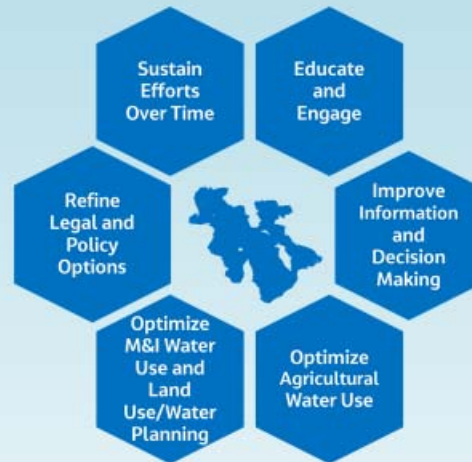 Sustain
Efforts
Over Time
Educate
and
Engage
Refine
Legal and
Policy
Options
Improve
Information
and
Decision
Making
Optimize
M&I Water
Use and
Land
Use/Water
Planning
Optimize
Agricultural
Water Use